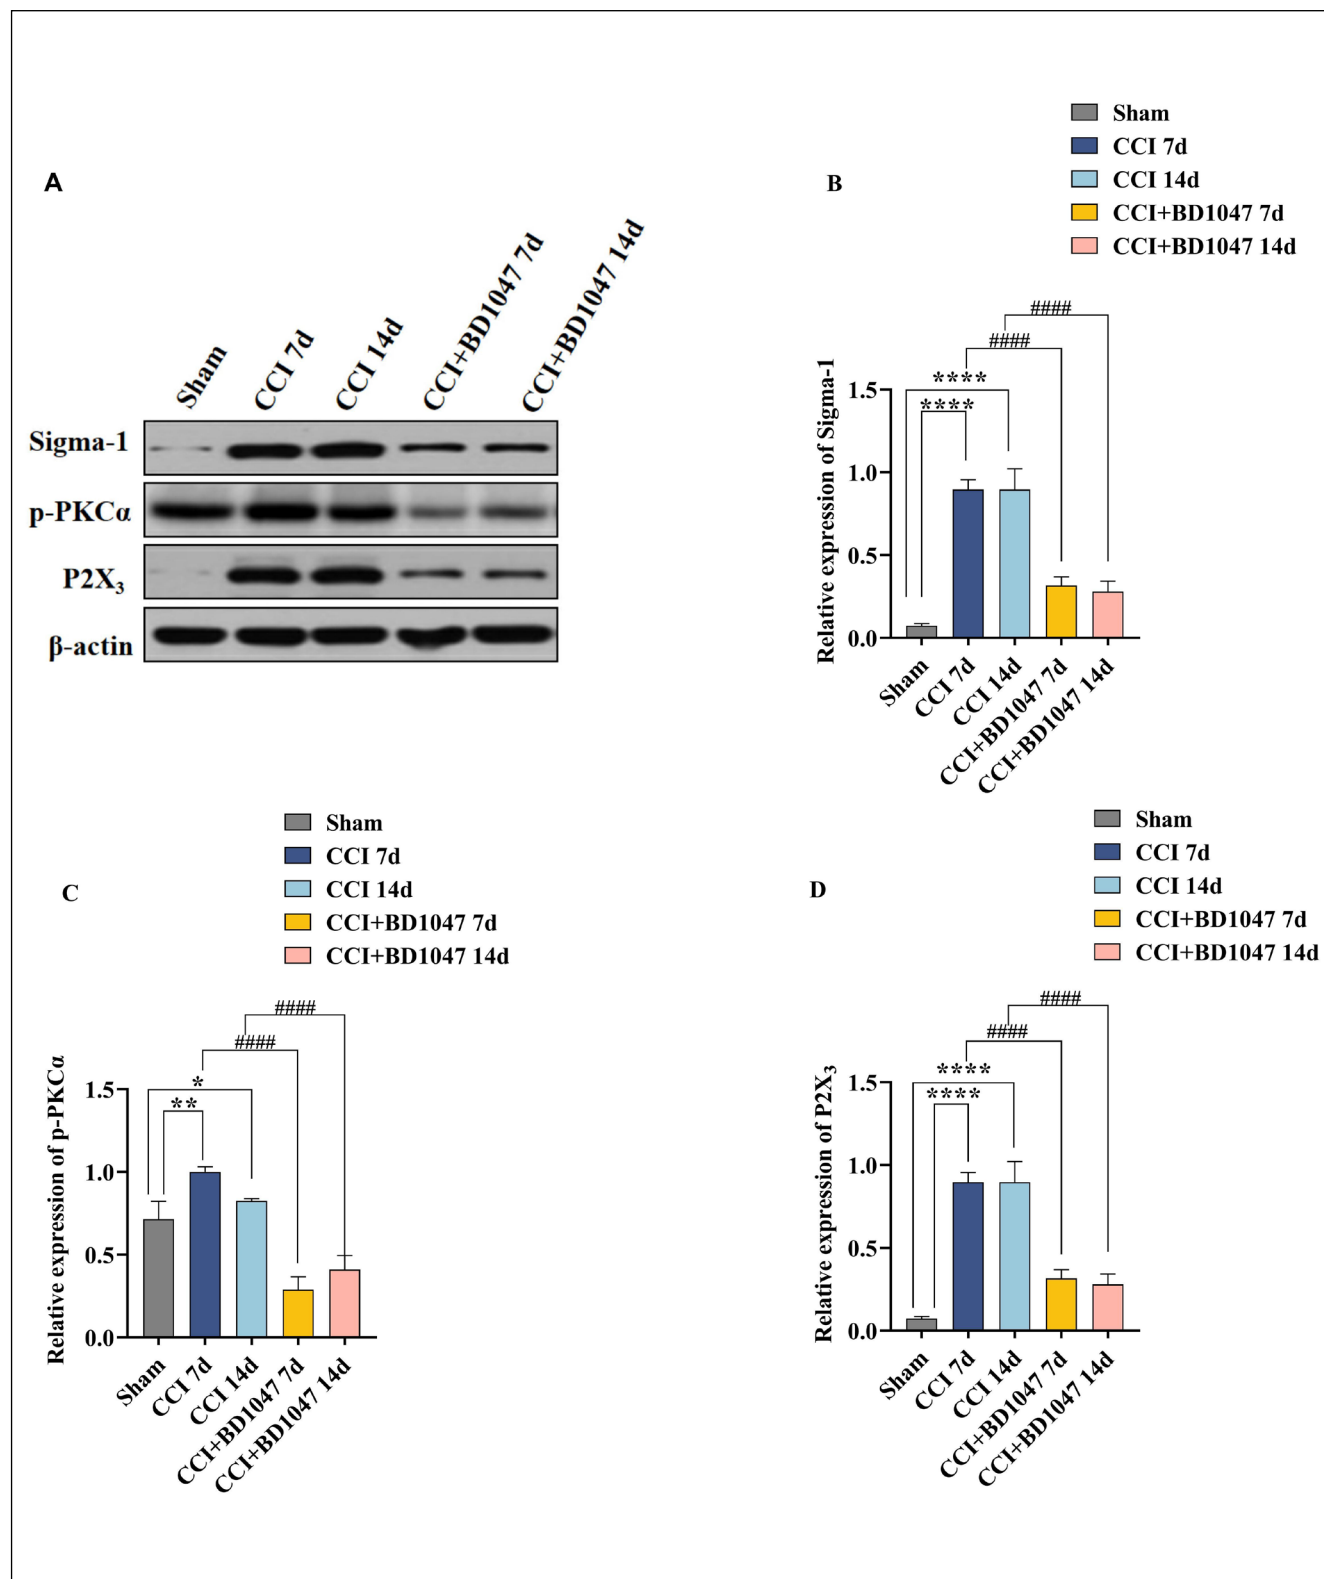 A
Sham
CCI 7d
CCI 14d
CCI+BD1047 7d
CCI+BD1047 14d
Sigma-1
p-PKCα
P2X₃
β-actin
B
Sham
CCI 7d
CCI 14d
CCI+BD1047 7d
CCI+BD1047 14d
####
####
****
****
Relative expression of Sigma-1
1.5
1.0
0.5
0.0
Sham
CCI 7d
CCI 14d
CCI+BD1047 7d
CCI+BD1047 14d
C
Sham
CCI 7d
CCI 14d
CCI+BD1047 7d
CCI+BD1047 14d
####
####
*
**
Relative expression of p-PKCα
1.5
1.0
0.5
0.0
Sham
CCI 7d
CCI 14d
CCI+BD1047 7d
CCI+BD1047 14d
D
Sham
CCI 7d
CCI 14d
CCI+BD1047 7d
CCI+BD1047 14d
####
####
****
****
Relative expression of P2X₃
1.5
1.0
0.5
0.0
Sham
CCI 7d
CCI 14d
CCI+BD1047 7d
CCI+BD1047 14d